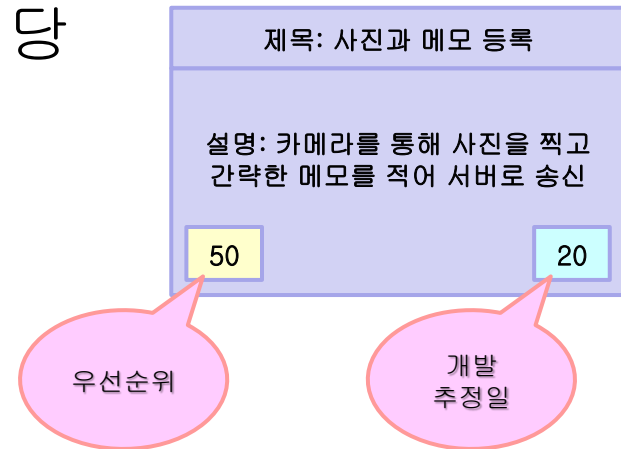 당
제목: 사진과 메모 등록
설명: 카메라를 통해 사진을 찍고
간략한 메모를 적어 서버로 송신
50
20
우선순위
개발
추정일